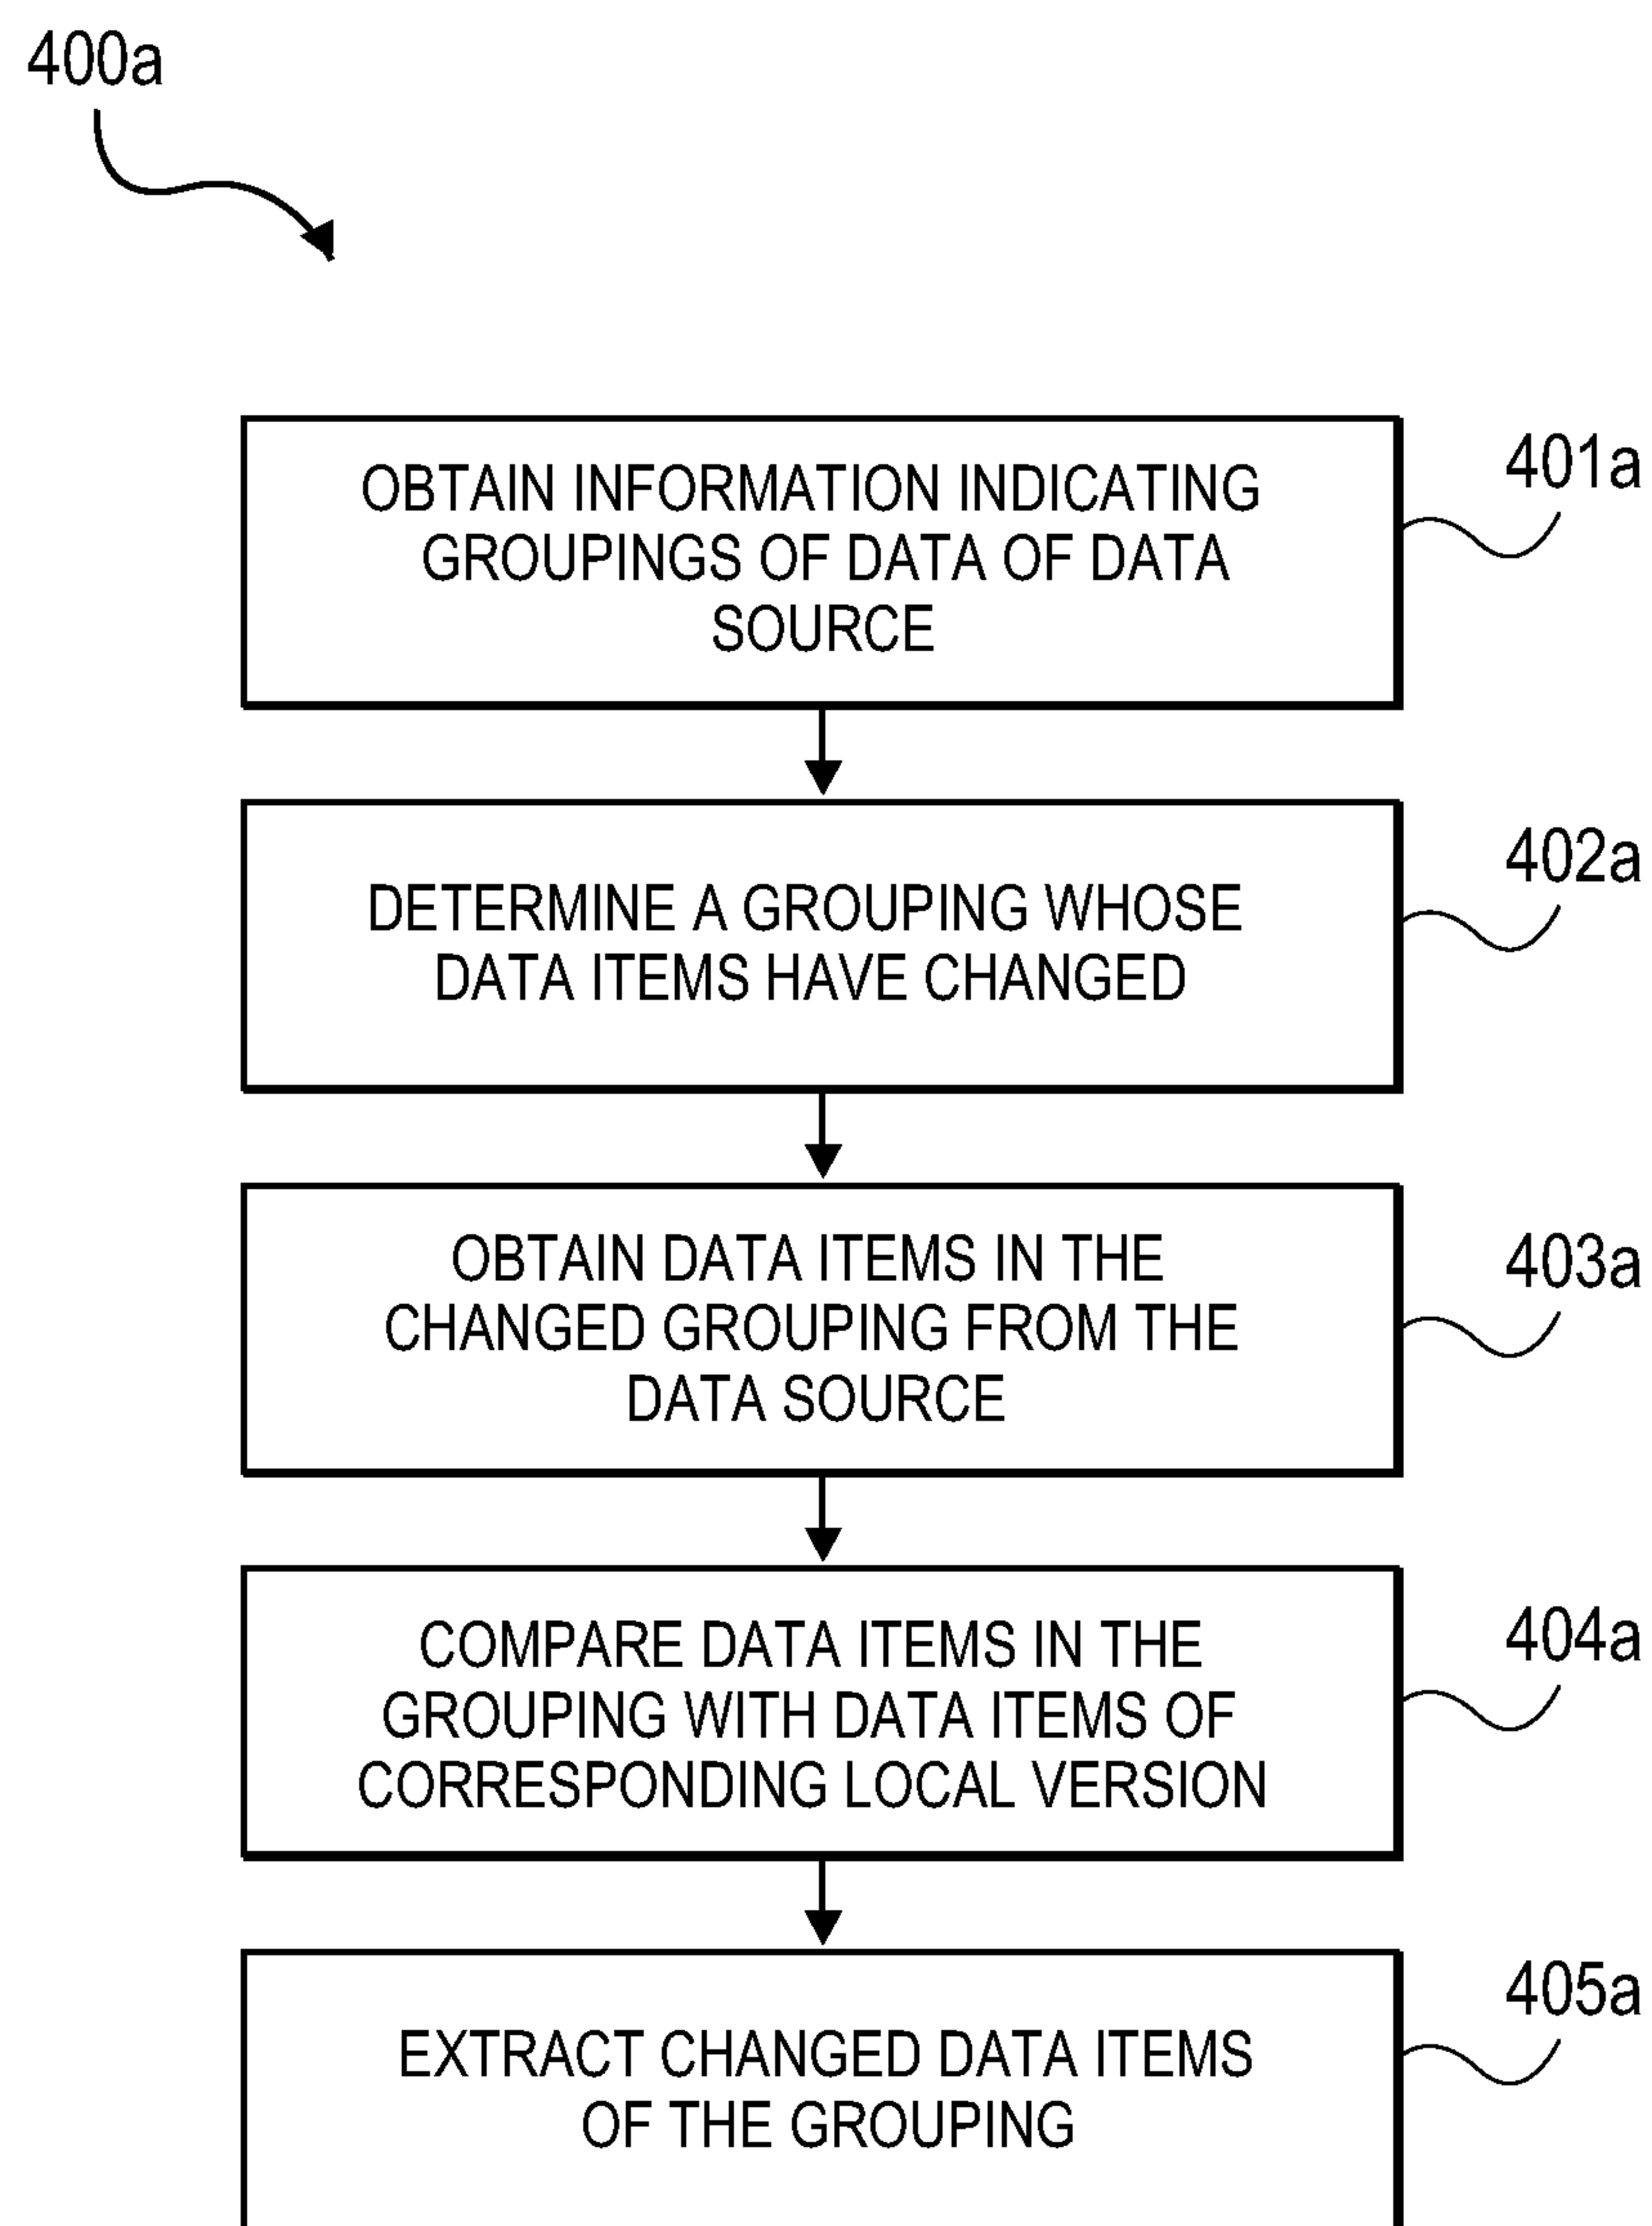 400a
OBTAIN INFORMATION INDICATING
GROUPINGS OF DATA OF DATA
SOURCE
401a
DETERMINE A GROUPING WHOSE
DATA ITEMS HAVE CHANGED
402a
OBTAIN DATA ITEMS IN THE
CHANGED GROUPING FROM THE
DATA SOURCE
403a
COMPARE DATA ITEMS IN THE
GROUPING WITH DATA ITEMS OF
CORRESPONDING LOCAL VERSION
404a
EXTRACT CHANGED DATA ITEMS
OF THE GROUPING
405a